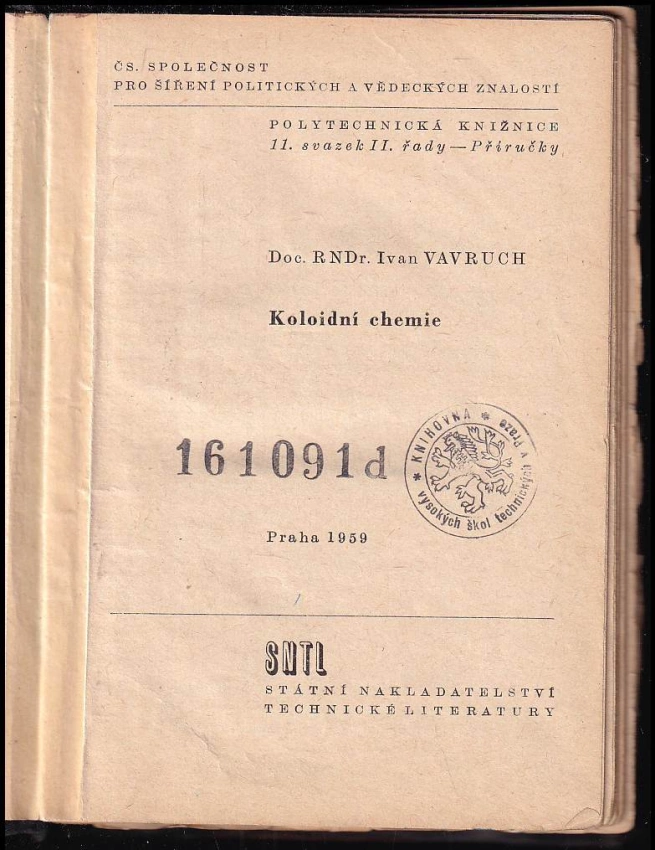 ČS. SPOLEČNOST
PRO ŠÍŘENÍ POLITICKÝCH A VĚDECKÝCH ZNALOSTÍ
POLYTECHNICKÁ KNIŽNICE
11. svazek II. řady — Příručky
Doc. RNDr. Ivan VAVRUCH
Koloidní chemie
161091d
* KNIHOVNA *
vysokých škol technických
v Praze
Praha 1959
SNTL
STÁTNÍ NAKLADATELSTVÍ
TECHNICKÉ LITERATURY